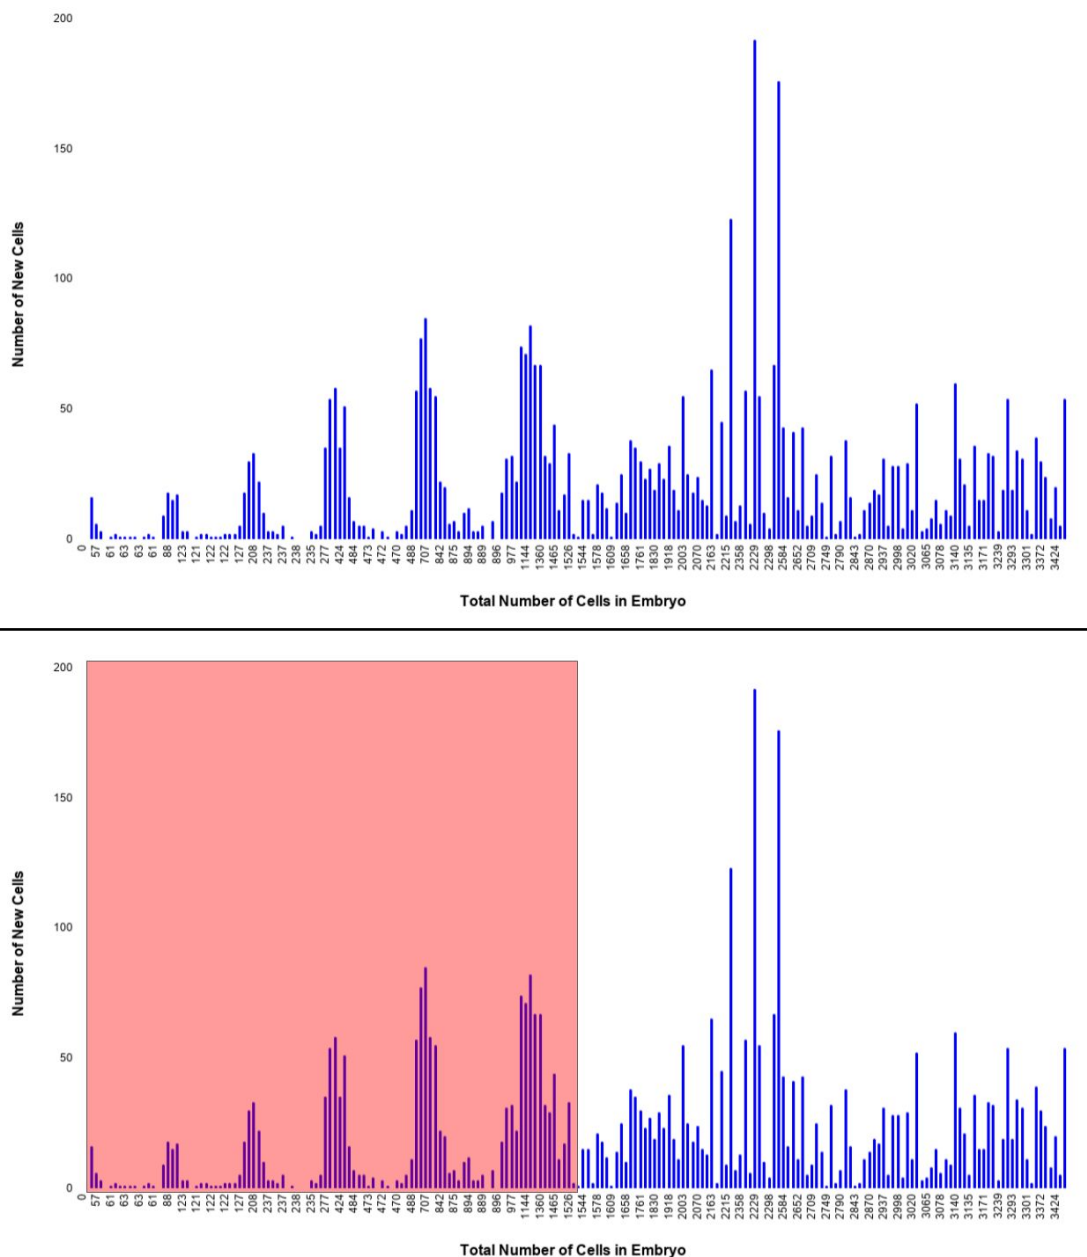 200
150
100
50
0
Number of New Cells
0 57 61 63 63 61 88 123 121 122 122 127 208 237 237 238 235 277 424 484 473 472 470 488 707 842 875 894 889 896 977 1144 1360 1465 1526 1544 1578 1609 1658 1761 1830 1918 2003 2070 2163 2215 2358 2229 2298 2584 2652 2709 2749 2790 2843 2870 2937 2998 3020 3065 3078 3140 3135 3171 3239 3293 3301 3372 3424
Total Number of Cells in Embryo
200
150
100
50
0
Number of New Cells
0 57 61 63 63 61 88 123 121 122 122 127 208 237 237 238 235 277 424 484 473 472 470 488 707 842 875 894 889 896 977 1144 1360 1465 1526 1544 1578 1609 1658 1761 1830 1918 2003 2070 2163 2215 2358 2229 2298 2584 2652 2709 2749 2790 2843 2870 2937 2998 3020 3065 3078 3140 3135 3171 3239 3293 3301 3372 3424
Total Number of Cells in Embryo